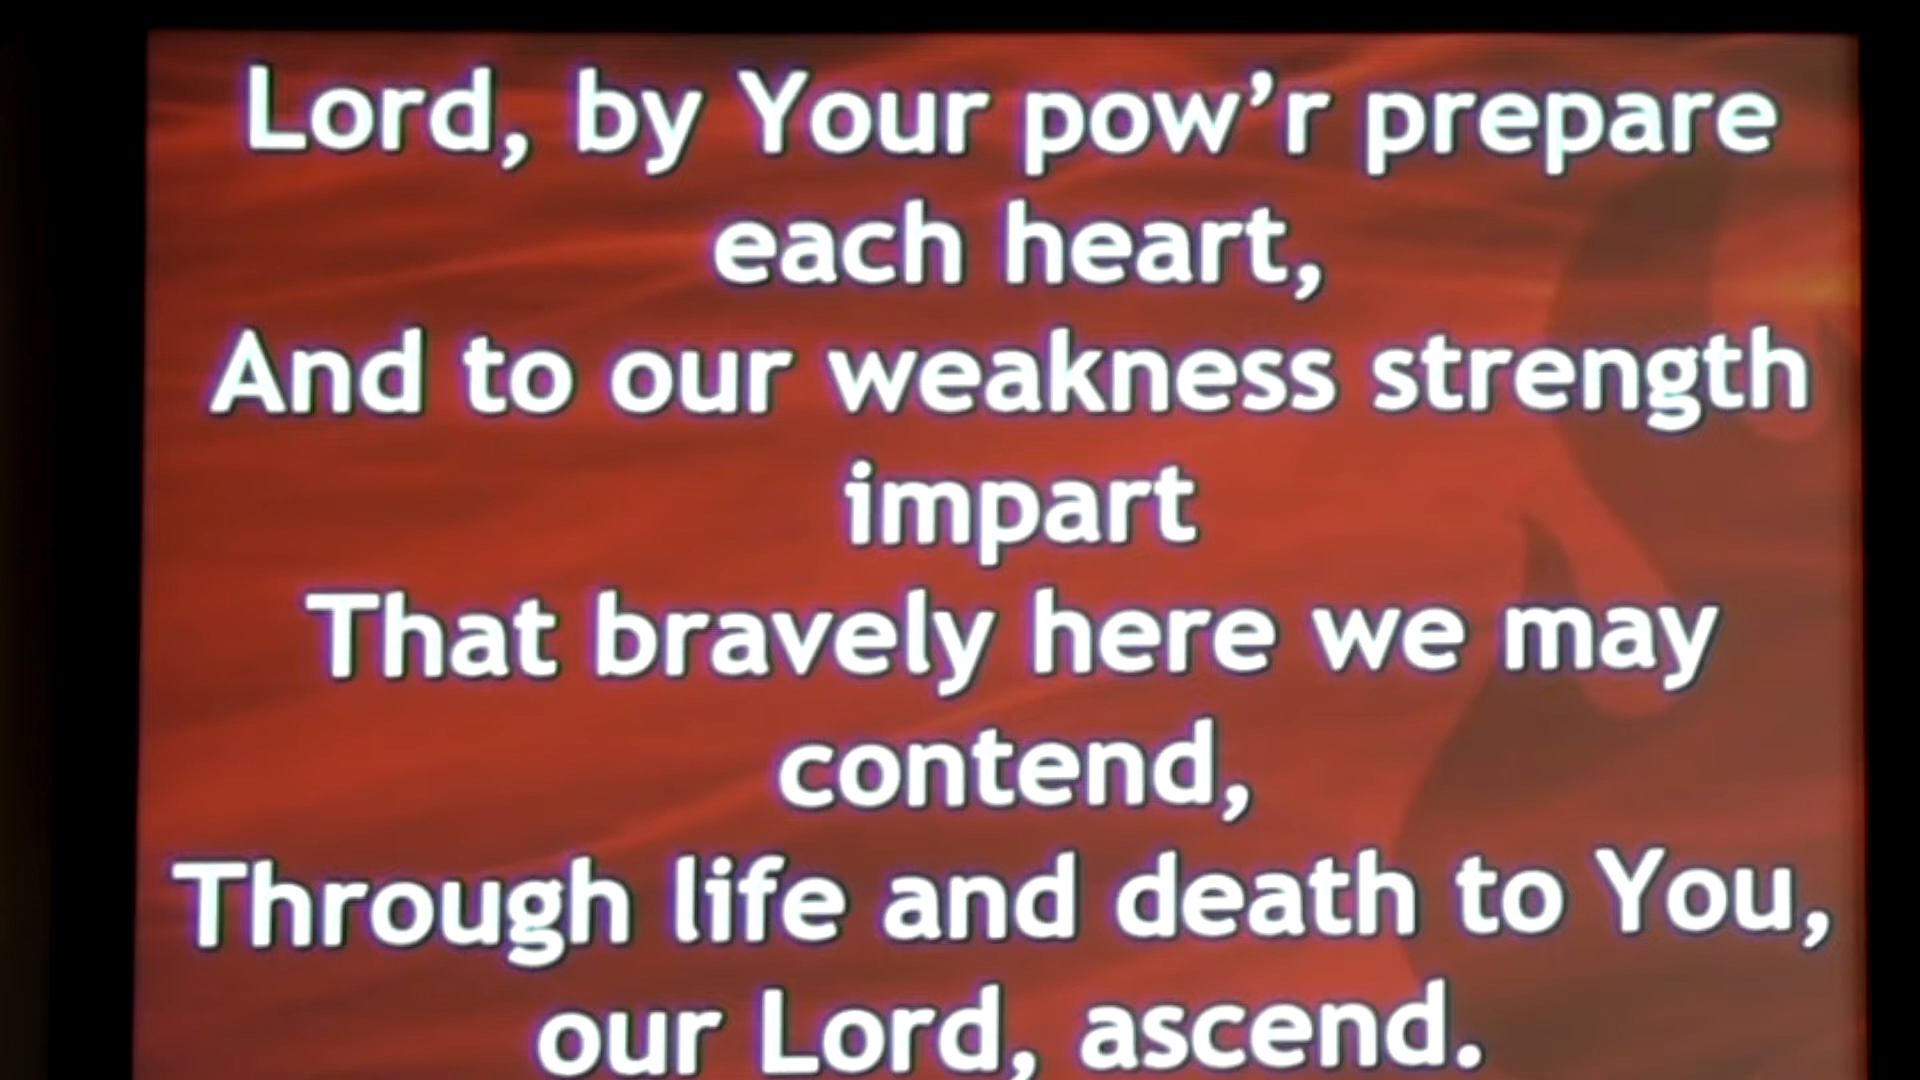 Lord, by Your pow’r prepare
each heart,
And to our weakness strength
impart
That bravely here we may
contend,
Through life and death to You,
our Lord, ascend.